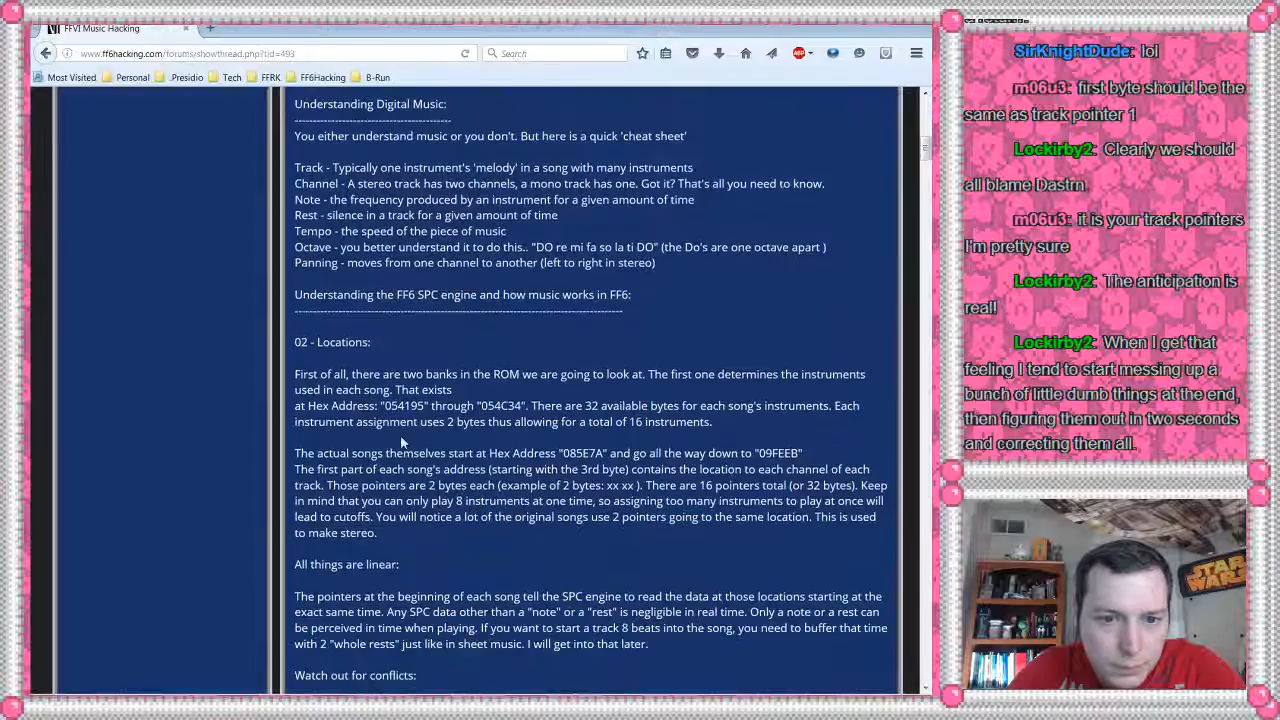 FFVI Music Hacking
www.ff6hacking.com/forums/showthread.php?tid=493
Search
Most Visited
Personal
Presidio
Tech
FFRK
FF6Hacking
B-Run
Understanding Digital Music:
--------------------------------------------
You either understand music or you don't. But here is a quick 'cheat sheet'
Track - Typically one instrument's 'melody' in a song with many instruments
Channel - A stereo track has two channels, a mono track has one. Got it? That's all you need to know.
Note - the frequency produced by an instrument for a given amount of time
Rest - silence in a track for a given amount of time
Tempo - the speed of the piece of music
Octave - you better understand it to do this.. "DO re mi fa so la ti DO" (the Do's are one octave apart )
Panning - moves from one channel to another (left to right in stereo)
Understanding the FF6 SPC engine and how music works in FF6:
--------------------------------------------------------------------------------------------
02 - Locations:
First of all, there are two banks in the ROM we are going to look at. The first one determines the instruments
used in each song. That exists
at Hex Address: "054195" through "054C34". There are 32 available bytes for each song's instruments. Each
instrument assignment uses 2 bytes thus allowing for a total of 16 instruments.
The actual songs themselves start at Hex Address "085E7A" and go all the way down to "09FEEB"
The first part of each song's address (starting with the 3rd byte) contains the location to each channel of each
track. Those pointers are 2 bytes each (example of 2 bytes: xx xx ). There are 16 pointers total (or 32 bytes). Keep
in mind that you can only play 8 instruments at one time, so assigning too many instruments to play at once will
lead to cutoffs. You will notice a lot of the original songs use 2 pointers going to the same location. This is used
to make stereo.
All things are linear:
The pointers at the beginning of each song tell the SPC engine to read the data at those locations starting at the
exact same time. Any SPC data other than a "note" or a "rest" is negligible in real time. Only a note or a rest can
be perceived in time when playing. If you want to start a track 8 beats into the song, you need to buffer that time
with 2 "whole rests" just like in sheet music. I will get into that later.
Watch out for conflicts:
SirKnightDude: lol
m06u3: first byte should be the
same as track pointer 1
Lockirby2: Clearly we should
all blame Dastrn
m06u3: it is your track pointers
I'm pretty sure
Lockirby2: The anticipation is
real!
Lockirby2: When I get that
feeling I tend to start messing up a
bunch of little dumb things at the end,
then figuring them out in two seconds
and correcting them all.
STAR
WARS